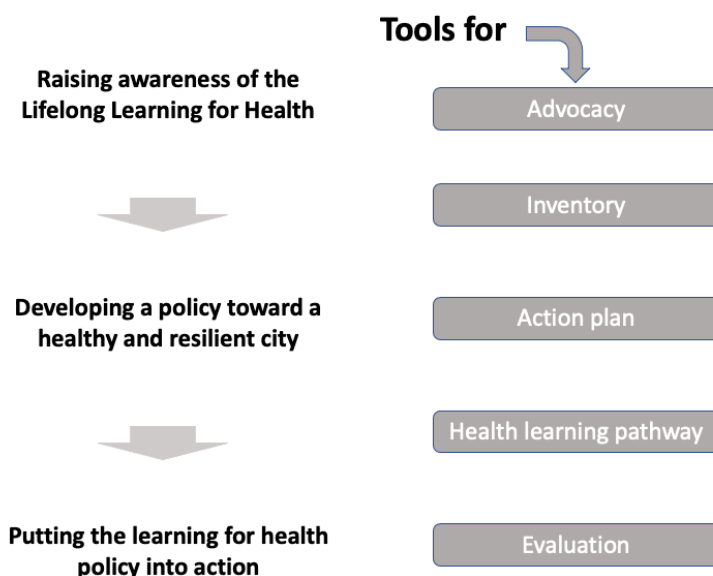 Tools for
Raising awareness of the
Lifelong Learning for Health
Advocacy
Inventory
Developing a policy toward a
healthy and resilient city
Action plan
Health learning pathway
Putting the learning for health
policy into action
Evaluation